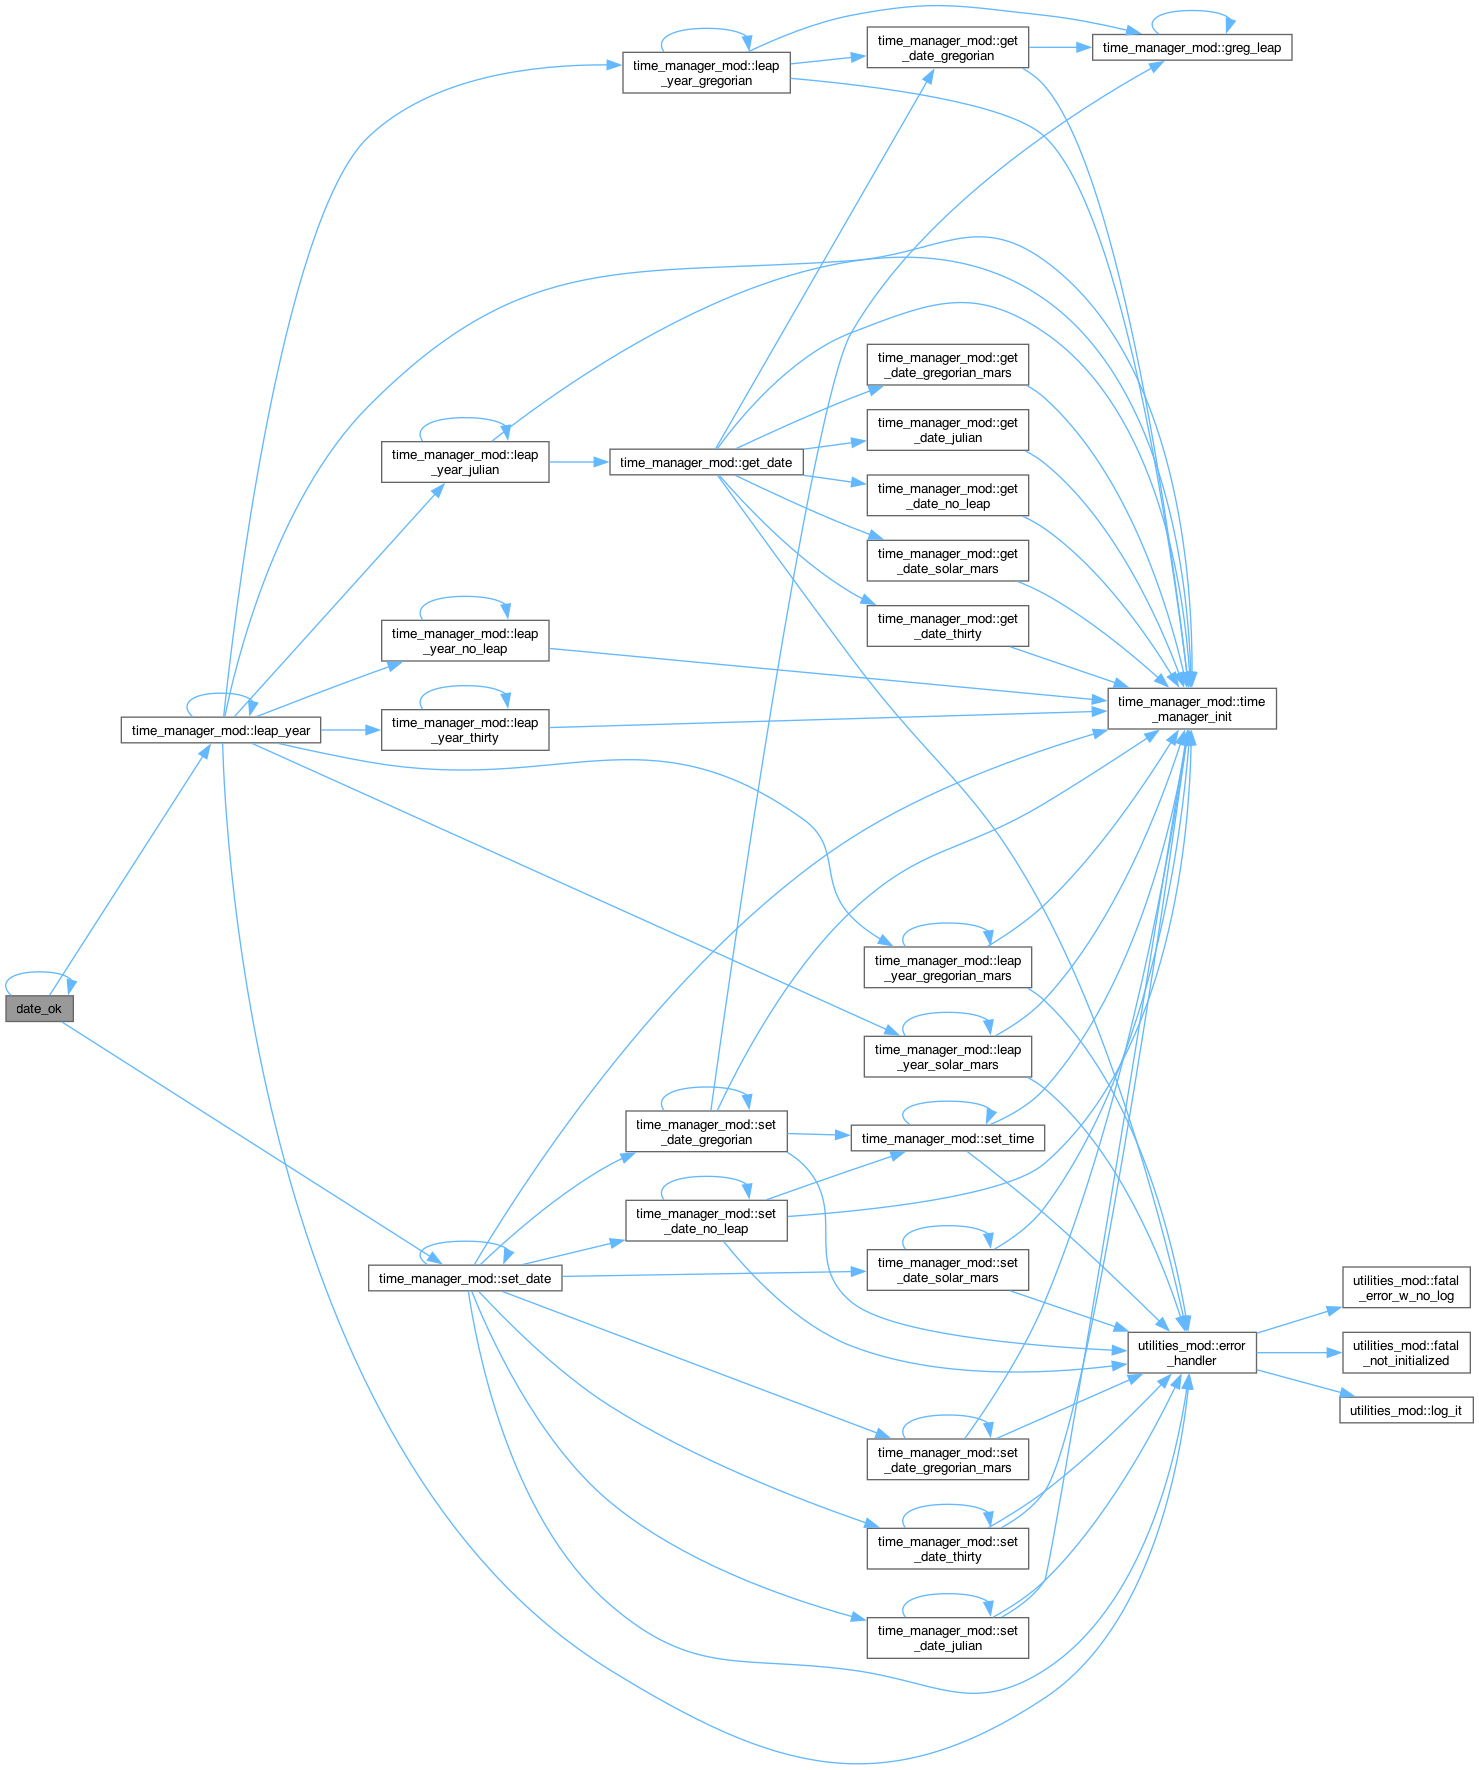 time_manager_mod::leap
_year_gregorian
time_manager_mod::get
_date_gregorian
time_manager_mod::greg_leap
time_manager_mod::get
_date_gregorian_mars
time_manager_mod::get
_date_julian
time_manager_mod::leap
_year_julian
time_manager_mod::get_date
time_manager_mod::get
_date_no_leap
time_manager_mod::get
_date_solar_mars
time_manager_mod::get
_date_thirty
time_manager_mod::leap
_year_no_leap
time_manager_mod::time
_manager_init
time_manager_mod::leap_year
time_manager_mod::leap
_year_thirty
time_manager_mod::leap
_year_gregorian_mars
date_ok
time_manager_mod::leap
_year_solar_mars
time_manager_mod::set
_date_gregorian
time_manager_mod::set_time
time_manager_mod::set
_date_no_leap
time_manager_mod::set_date
time_manager_mod::set
_date_solar_mars
utilities_mod::fatal
_error_w_no_log
utilities_mod::error
_handler
utilities_mod::fatal
_not_initialized
utilities_mod::log_it
time_manager_mod::set
_date_gregorian_mars
time_manager_mod::set
_date_thirty
time_manager_mod::set
_date_julian